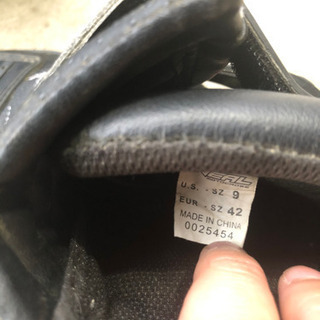 U.S. - SZ 9
EUR - SZ 42
MADE IN CHINA
0025454